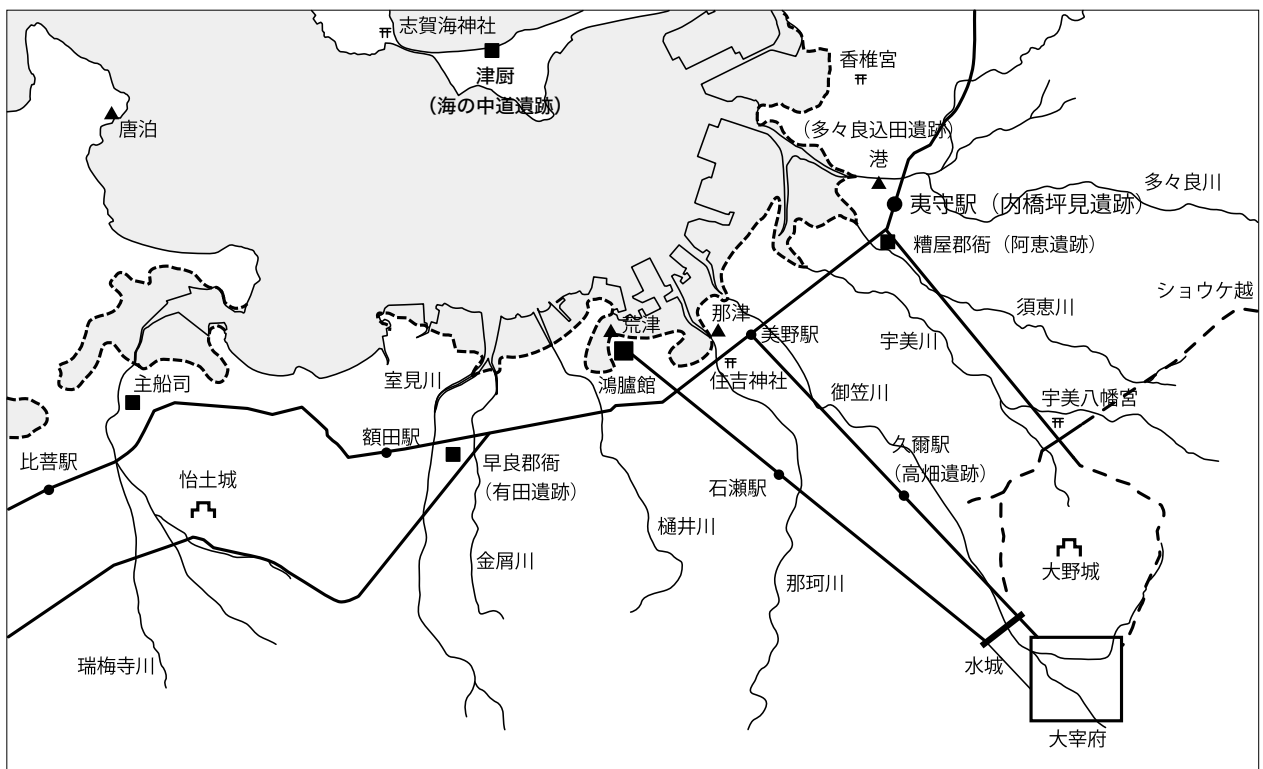 志賀海神社
津厨
（海の中道遺跡）
香椎宮
唐泊
（多々良込田遺跡）
港
多々良川
夷守駅（内橋坪見遺跡）
糟屋郡衙（阿恵遺跡）
ショウケ越
須恵川
那津
荒津
美野駅
宇美川
主船司
室見川
鴻臚館
住吉神社
御笠川
宇美八幡宮
額田駅
久爾駅
（高畑遺跡）
比菩駅
早良郡衙
（有田遺跡）
怡土城
石瀬駅
樋井川
金屑川
大野城
那珂川
瑞梅寺川
水城
大宰府